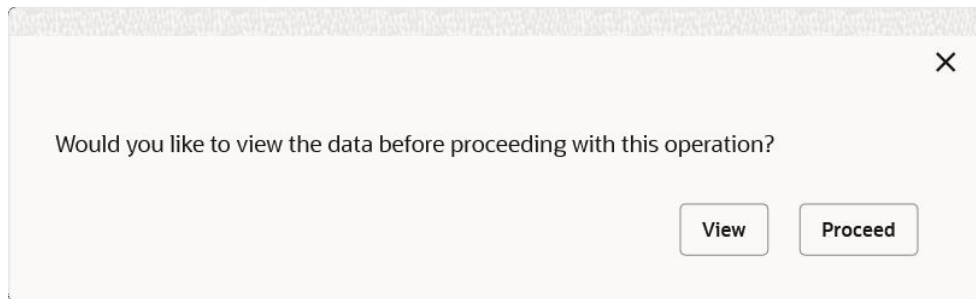 Would you like to view the data before proceeding with this operation?
View Proceed